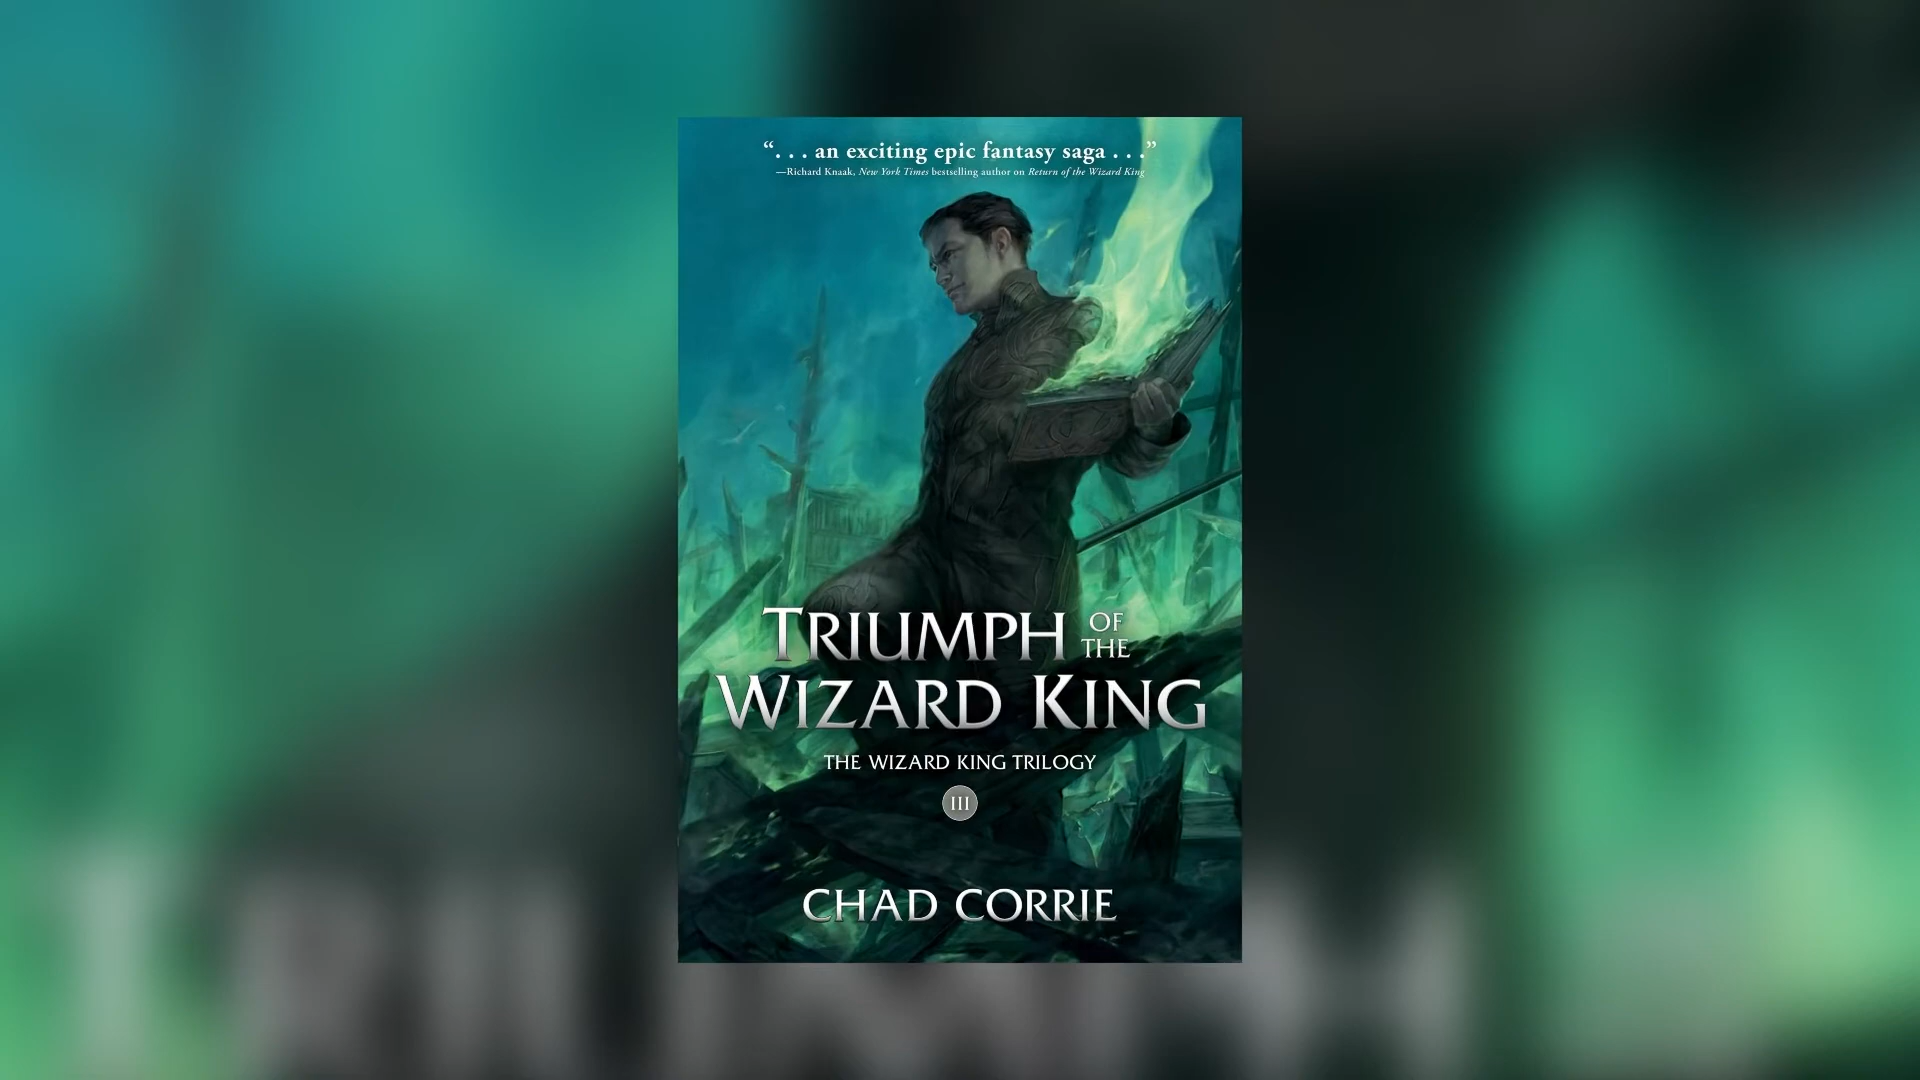 “. . . an exciting epic fantasy saga . . .”
—Richard Knaak, New York Times bestselling author on Return of the Wizard King
TRIUMPH OF THE
WIZARD KING
THE WIZARD KING TRILOGY
III
CHAD CORRIE